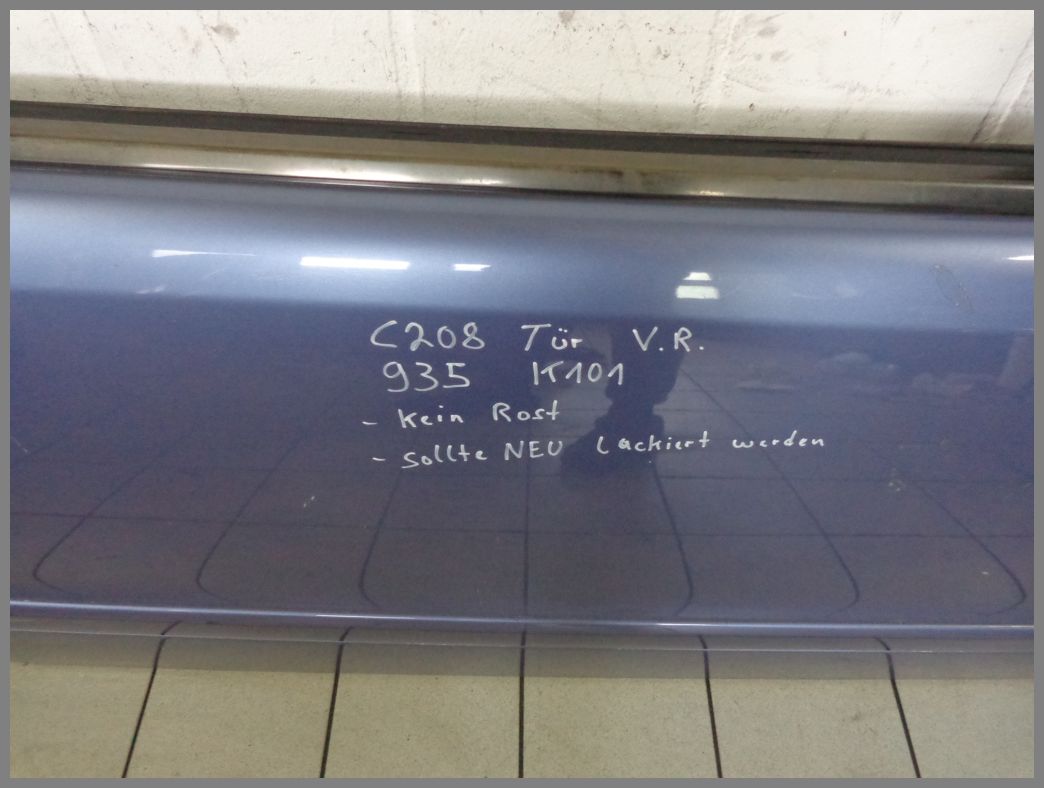 C208 Tür V.R.
935 K101
- Kein Rost
- Sollte NEU Lackiert werden